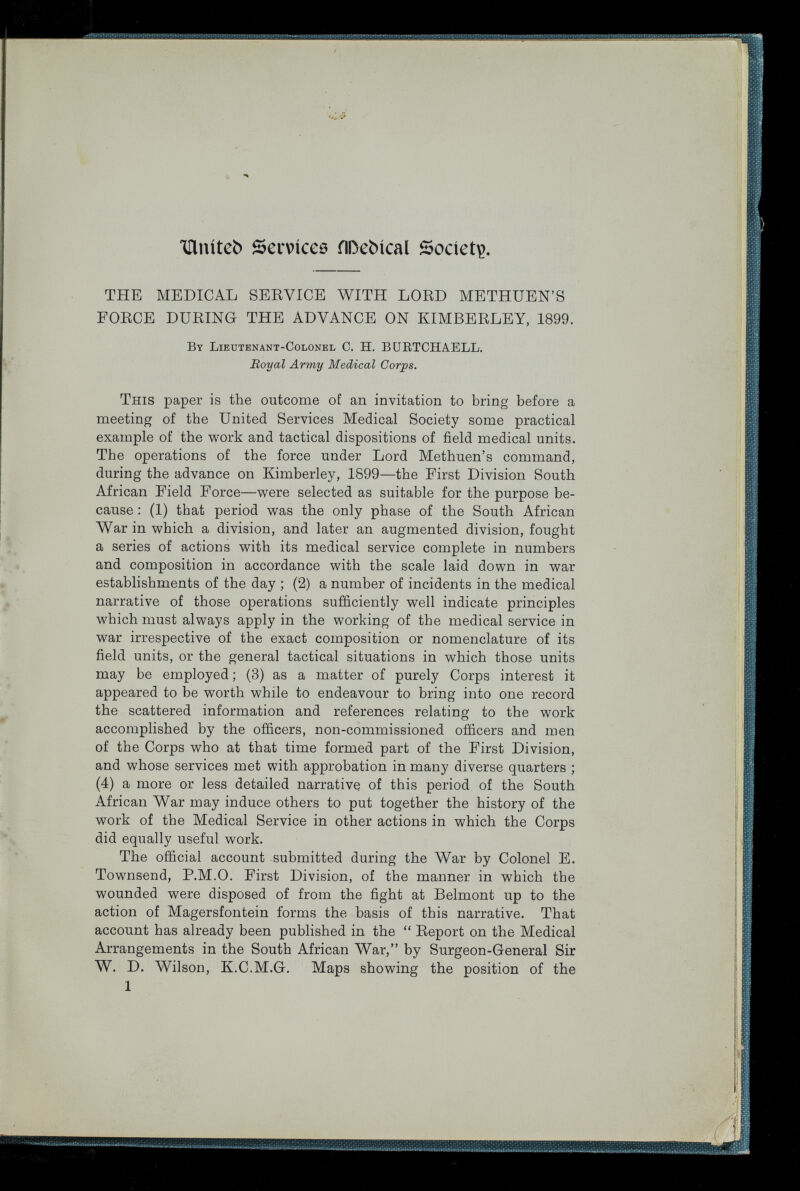 United Services Medical Society.
THE MEDICAL SERVICE WITH LORD METHUEN'S
FORCE DURING THE ADVANCE ON KIMBERLEY, 1899.
By Lieutenant-Colonel C. H. BURTCHAELL.
Royal Army Medical Corps.
This paper is the outcome of an invitation to bring before a
meeting of the United Services Medical Society some practical
example of the work and tactical dispositions of field medical units.
The operations of the force under Lord Methuen's command,
during the advance on Kimberley, 1899—the First Division South
African Field Force—were selected as suitable for the purpose be-
cause : (1) that period was the only phase of the South African
War in which a division, and later an augmented division, fought
a series of actions with its medical service complete in numbers
and composition in accordance with the scale laid down in war
establishments of the day ; (2) a number of incidents in the medical
narrative of those operations sufficiently well indicate principles
which must always apply in the working of the medical service in
war irrespective of the exact composition or nomenclature of its
field units, or the general tactical situations in which those units
may be employed; (3) as a matter of purely Corps interest it
appeared to be worth while to endeavour to bring into one record
the scattered information and references relating to the work
accomplished by the officers, non-commissioned officers and men
of the Corps who at that time formed part of the First Division,
and whose services met with approbation in many diverse quarters ;
(4) a more or less detailed narrative of this period of the South
African War may induce others to put together the history of the
work of the Medical Service in other actions in which the Corps
did equally useful work.
The official account submitted during the War by Colonel E.
Townsend, P.M.O. First Division, of the manner in which the
wounded were disposed of from the fight at Belmont up to the
action of Magersfontein forms the basis of this narrative. That
account has already been published in the “ Report on the Medical
Arrangements in the South African War,” by Surgeon-General Sir
W. D. Wilson, K.C.M.G. Maps showing the position of the
1